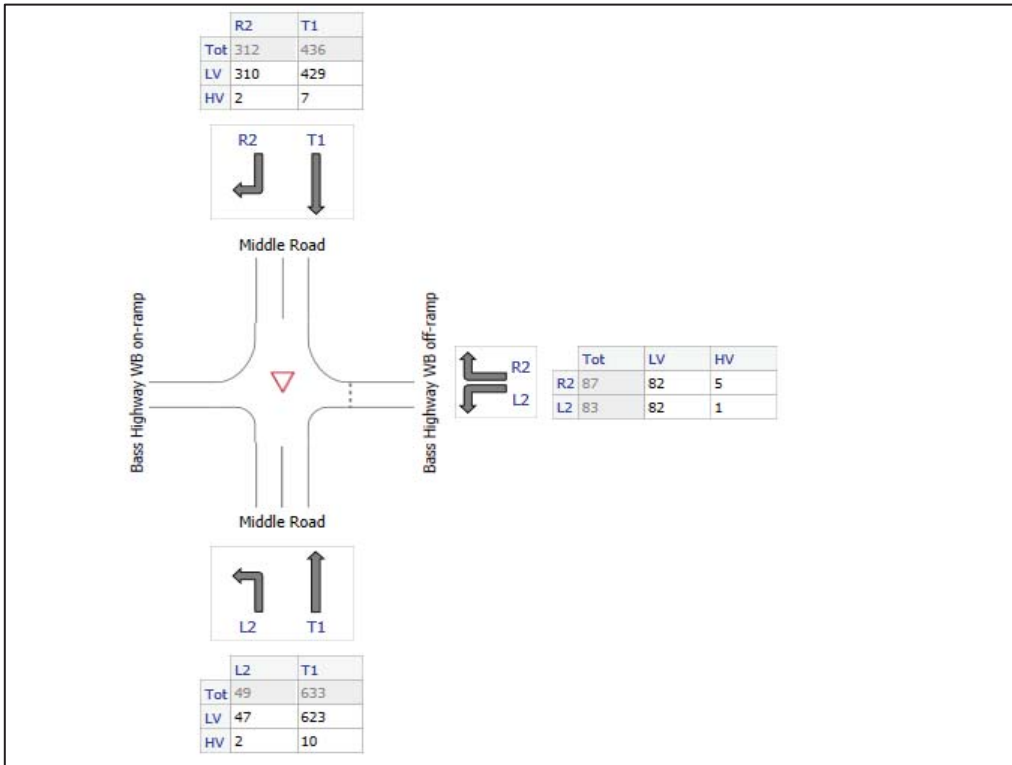 R2 T1
Tot 312 436
LV 310 429
HV 2 7
R2 T1
Middle Road
Bass Highway WB on-ramp
Bass Highway WB off-ramp
R2
L2
Tot LV HV
R2 87 82 5
L2 83 82 1
Middle Road
L2 T1
L2 T1
Tot 49 633
LV 47 623
HV 2 10